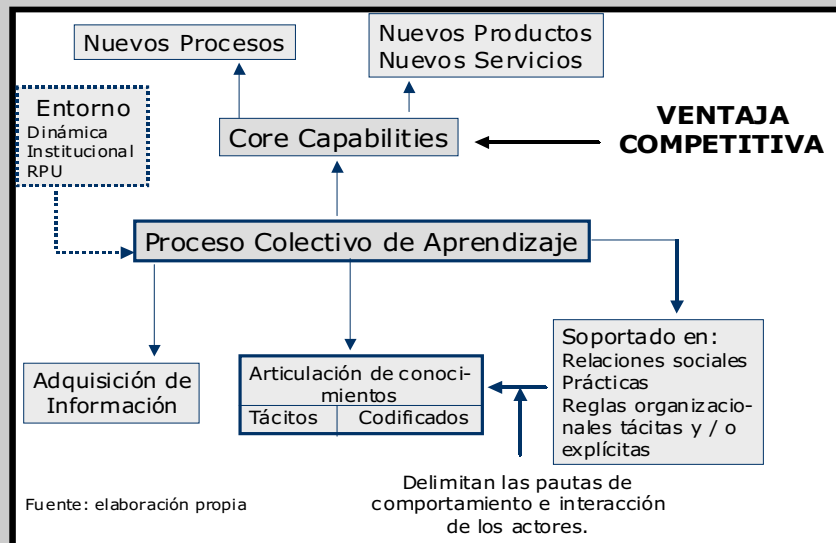 Nuevos Procesos
Nuevos Productos
Nuevos Servicios
Entorno
Dinámica
Institucional
RPU
Core Capabilities
VENTAJA
COMPETITIVA
Proceso Colectivo de Aprendizaje
Adquisición de
Información
Articulación de conoci-
mientos
Tácitos
Codificados
Soportado en:
Relaciones sociales
Prácticas
Reglas organizacio-
nales tácitas y / o
explícitas
Fuente: elaboración propia
Delimitan las pautas de
comportamiento e interacción
de los actores.